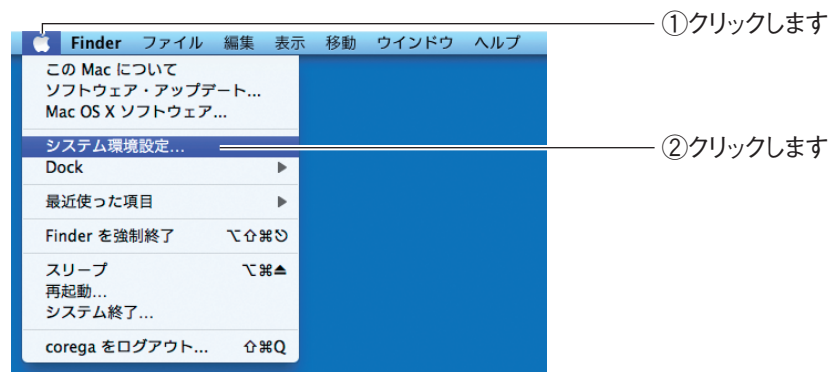 ①クリックします
Finder ファイル 編集 表示 移動 ウインドウ ヘルプ
この Mac について
ソフトウェア・アップデート...
Mac OS X ソフトウェア...
システム環境設定...
②クリックします
Dock ▶
最近使った項目 ▶
Finder を強制終了 ⌥⇧⌘⎋
スリープ ⌥⌘⏏
再起動...
システム終了...
corega をログアウト... ⇧⌘Q